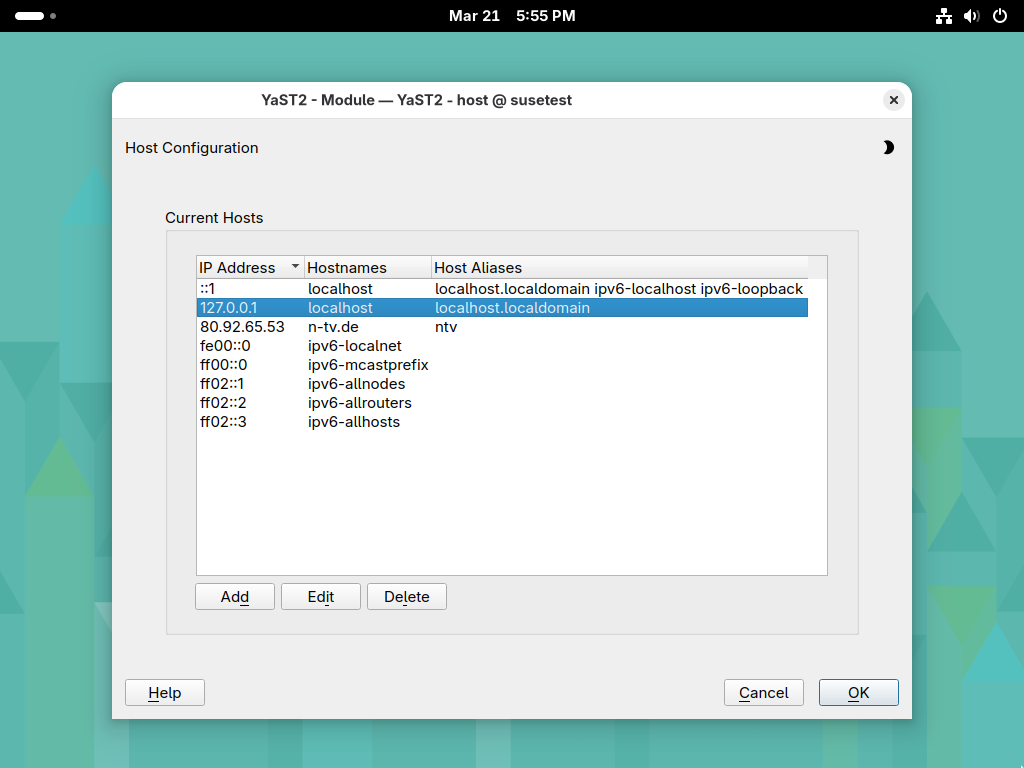 Mar 21 5:55 PM
YaST2 - Module — YaST2 - host @ susetest
Host Configuration
Current Hosts
IP Address Hostnames Host Aliases
::1 localhost localhost.localdomain ipv6-localhost ipv6-loopback
127.0.0.1 localhost localhost.localdomain
80.92.65.53 n-tv.de ntv
fe00::0 ipv6-localnet
ff00::0 ipv6-mcastprefix
ff02::1 ipv6-allnodes
ff02::2 ipv6-allrouters
ff02::3 ipv6-allhosts
Add Edit Delete
Help Cancel OK